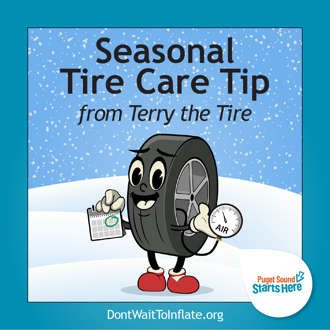 Seasonal
Tire Care Tip
from Terry the Tire
AIR
Puget Sound
Starts Here
DontWaitToInflate.org